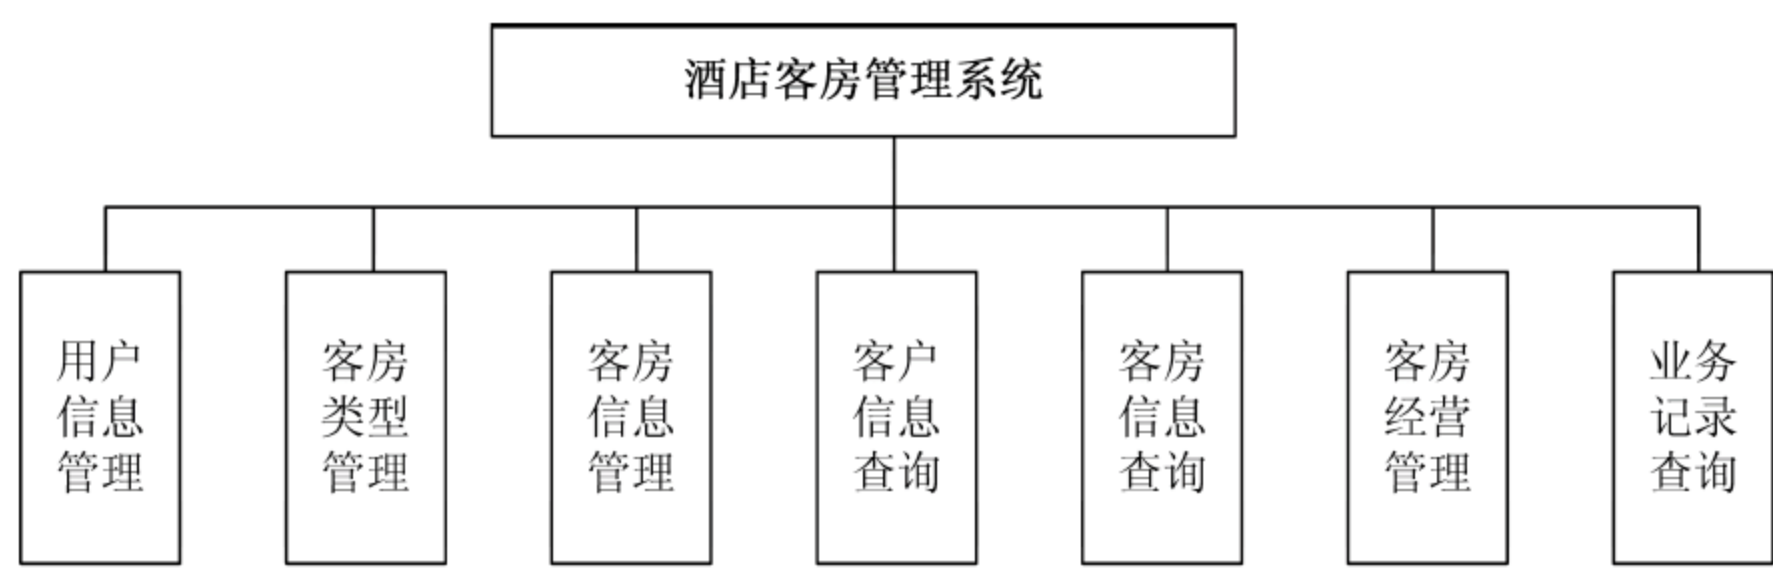 酒店客房管理系统
用户
信息
管理
客房
类型
管理
客房
信息
管理
客户
信息
查询
客房
信息
查询
客房
经营
管理
业务
记录
查询